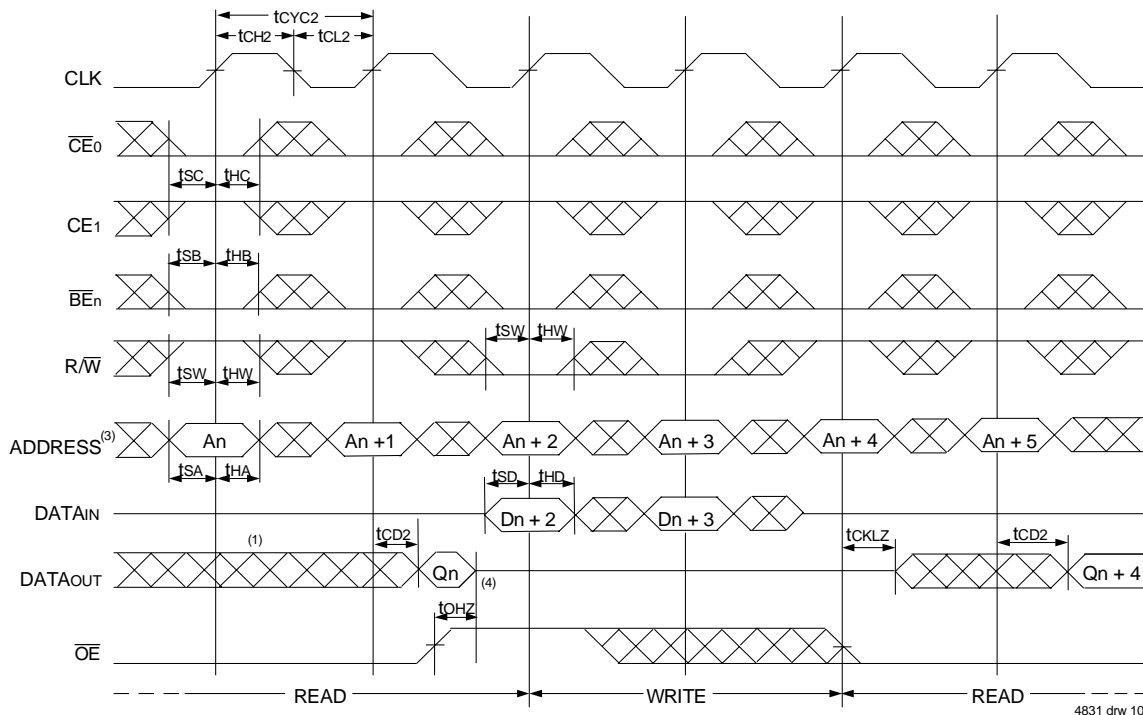 tCYC2
tCH2 tCL2
CLK
CE0
tSC tHC
CE1
tSB tHB
BEn
tSW tHW
R/W
tSW tHW
ADDRESS(3) An An +1 An + 2 An + 3 An + 4 An + 5
tSA tHA tSD tHD
DATAIN Dn + 2 Dn + 3
tCD2 tCKLZ tCD2
(1)
DATAOUT Qn (4) Qn + 4
tOHZ
OE
READ WRITE READ
4831 drw 10